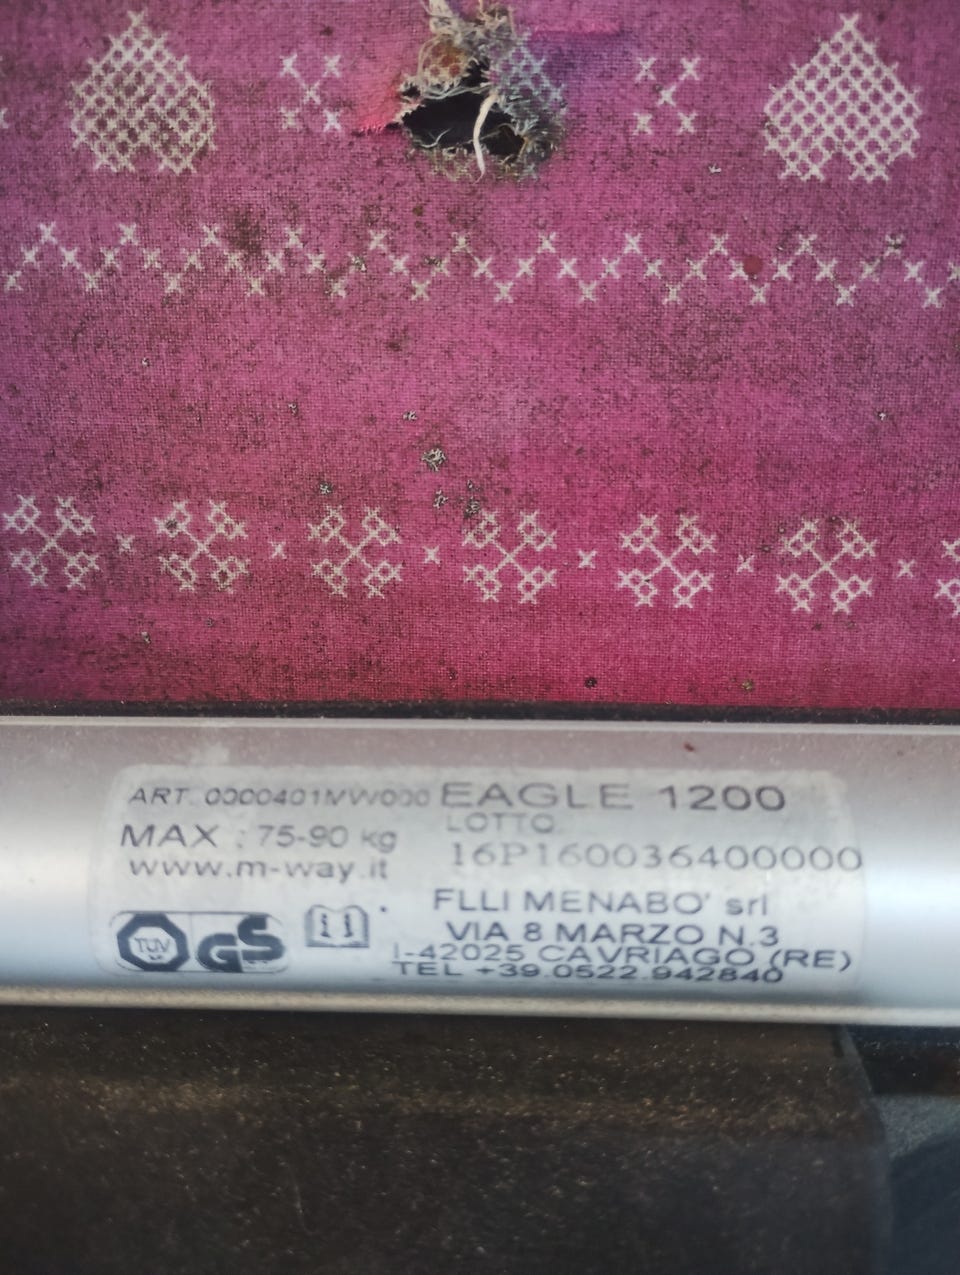 ART. 0000401MW000 EAGLE 1200
MAX : 75-90 kg
LOTTO
16P160036400000
www.m-way.it
TÜV GS
FLLI MENABO' srl
VIA 8 MARZO N.3
I-42025 CAVRIAGO (RE)
TEL +39.0522.942840